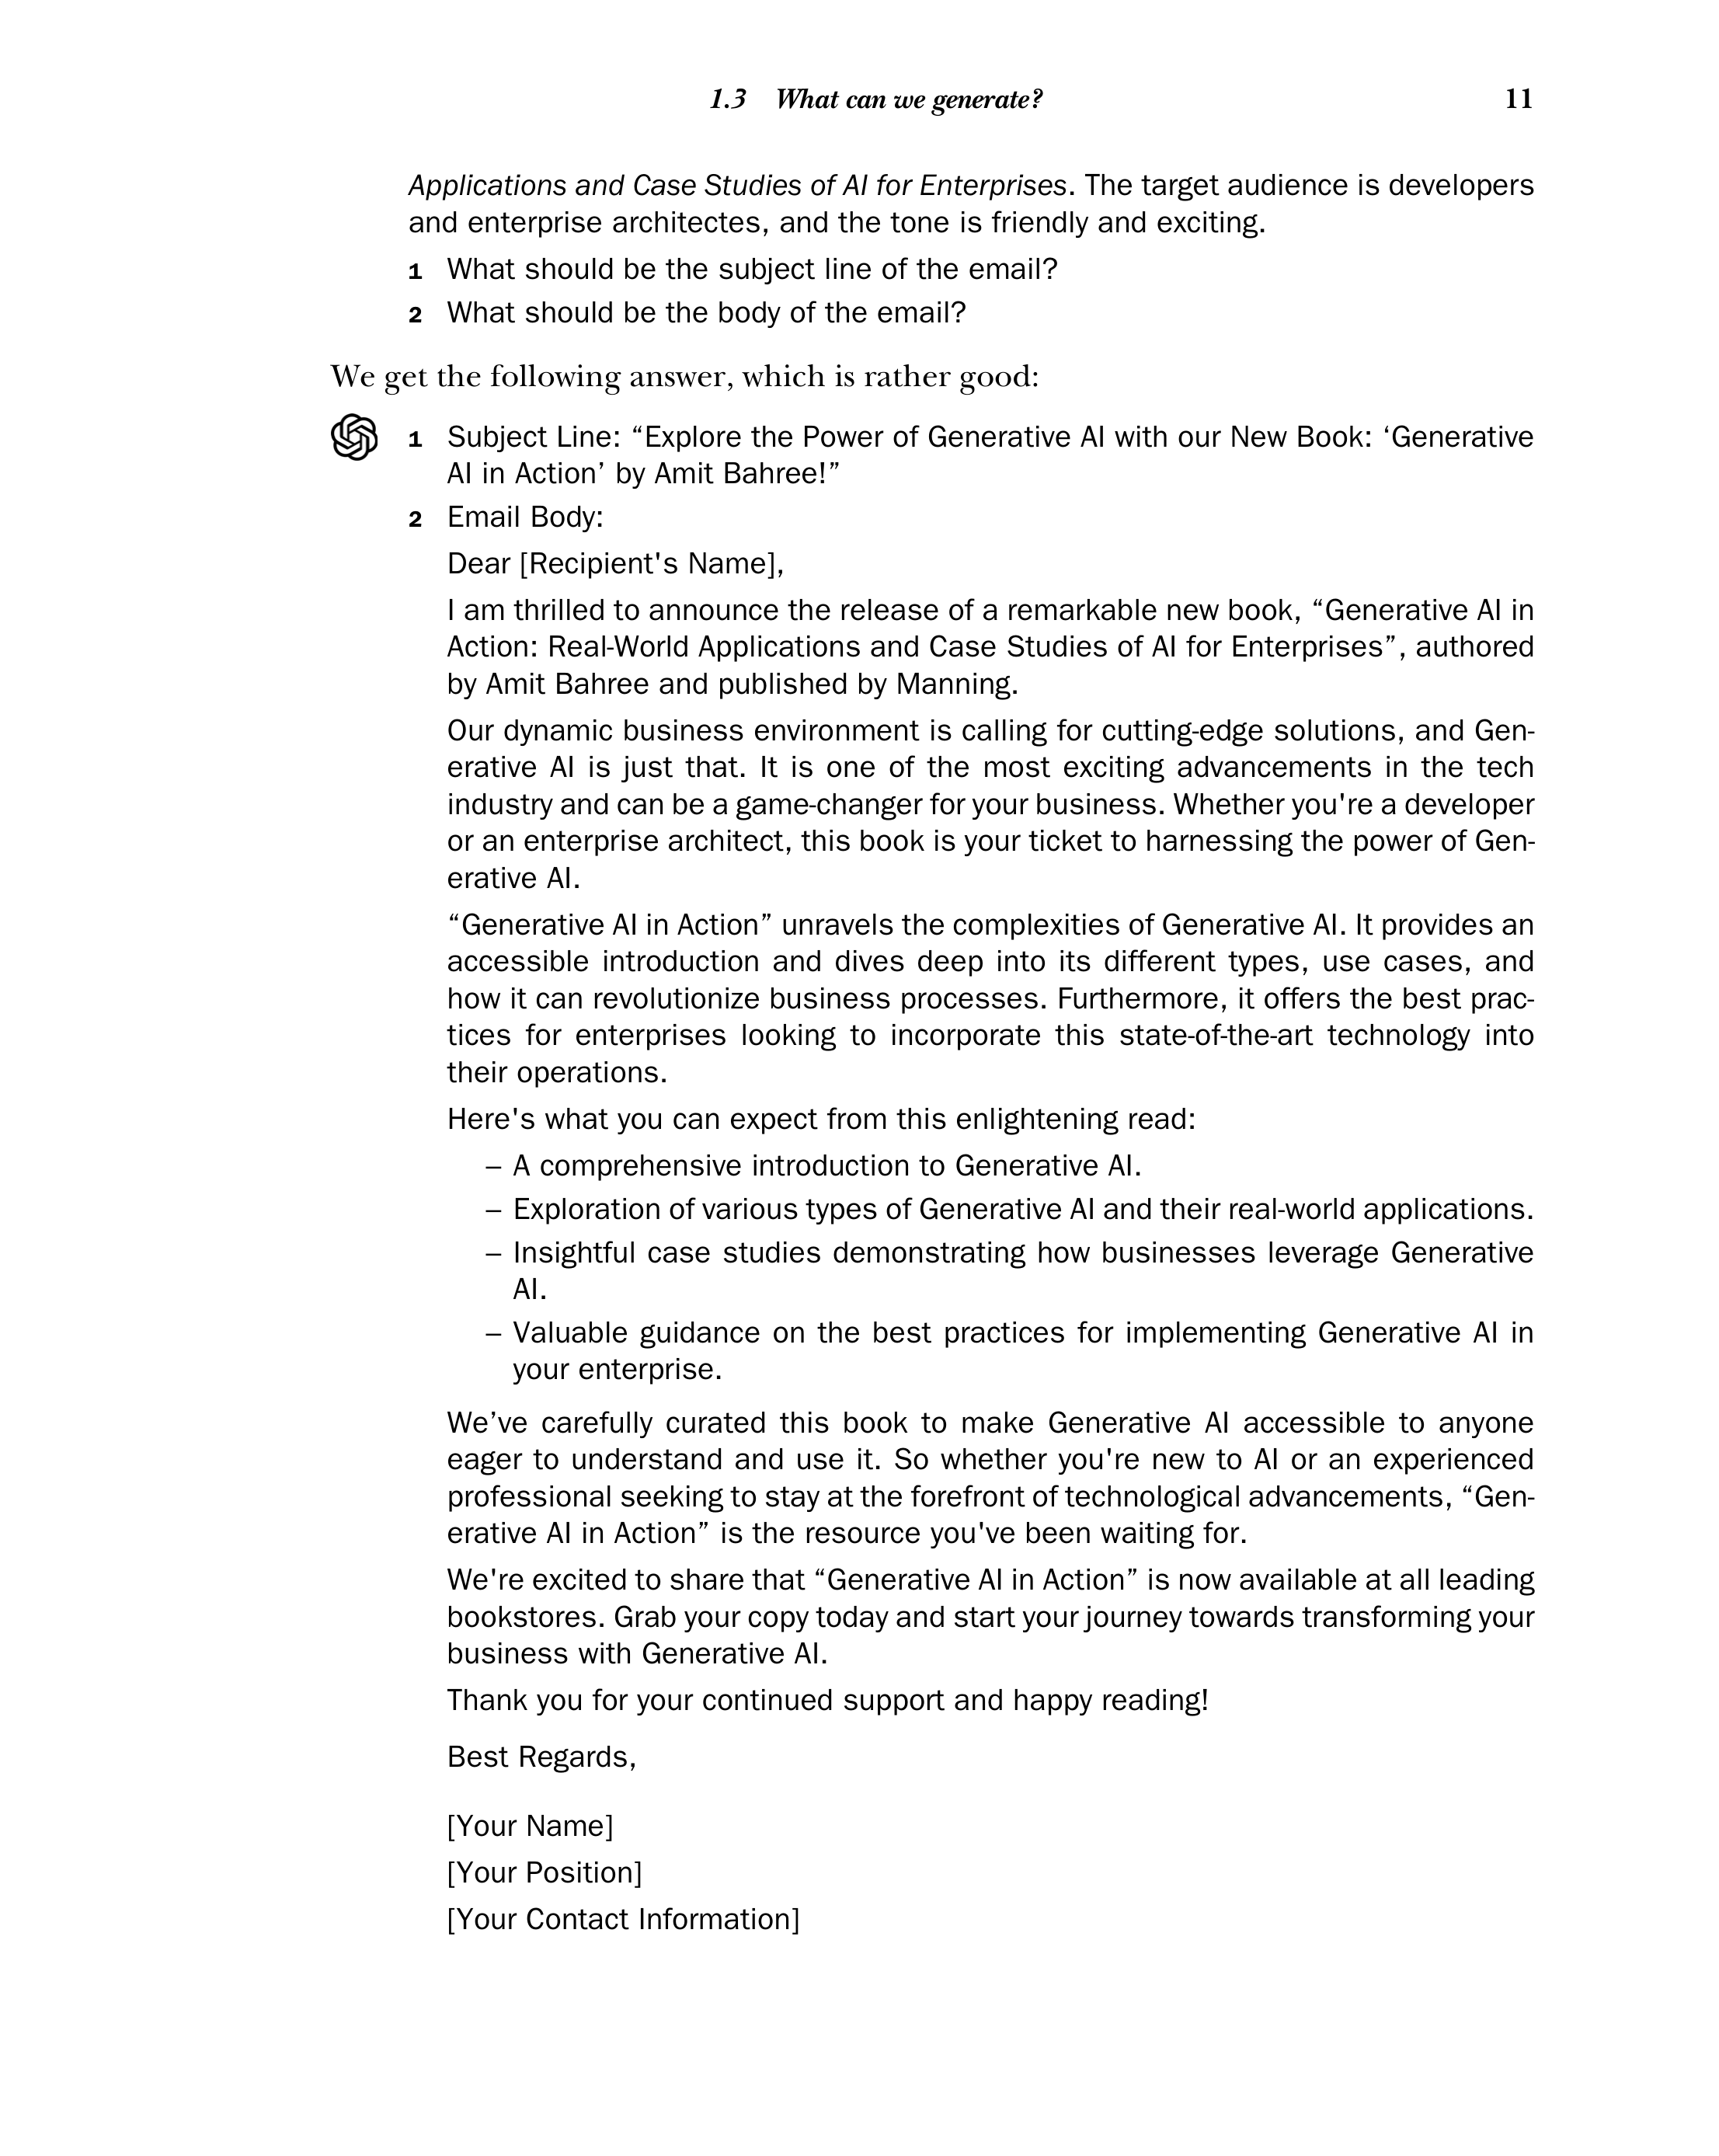 1.3 What can we generate? 11
Applications and Case Studies of AI for Enterprises. The target audience is developers
and enterprise architectes, and the tone is friendly and exciting.
1 What should be the subject line of the email?
2 What should be the body of the email?
We get the following answer, which is rather good:
1 Subject Line: “Explore the Power of Generative AI with our New Book: ‘Generative
AI in Action’ by Amit Bahree!”
2 Email Body:
Dear [Recipient's Name],
I am thrilled to announce the release of a remarkable new book, “Generative AI in
Action: Real-World Applications and Case Studies of AI for Enterprises”, authored
by Amit Bahree and published by Manning.
Our dynamic business environment is calling for cutting-edge solutions, and Gen-
erative AI is just that. It is one of the most exciting advancements in the tech
industry and can be a game-changer for your business. Whether you're a developer
or an enterprise architect, this book is your ticket to harnessing the power of Gen-
erative AI.
“Generative AI in Action” unravels the complexities of Generative AI. It provides an
accessible introduction and dives deep into its different types, use cases, and
how it can revolutionize business processes. Furthermore, it offers the best prac-
tices for enterprises looking to incorporate this state-of-the-art technology into
their operations.
Here's what you can expect from this enlightening read:
– A comprehensive introduction to Generative AI.
– Exploration of various types of Generative AI and their real-world applications.
– Insightful case studies demonstrating how businesses leverage Generative
AI.
– Valuable guidance on the best practices for implementing Generative AI in
your enterprise.
We’ve carefully curated this book to make Generative AI accessible to anyone
eager to understand and use it. So whether you're new to AI or an experienced
professional seeking to stay at the forefront of technological advancements, “Gen-
erative AI in Action” is the resource you've been waiting for.
We're excited to share that “Generative AI in Action” is now available at all leading
bookstores. Grab your copy today and start your journey towards transforming your
business with Generative AI.
Thank you for your continued support and happy reading!
Best Regards,
[Your Name]
[Your Position]
[Your Contact Information]